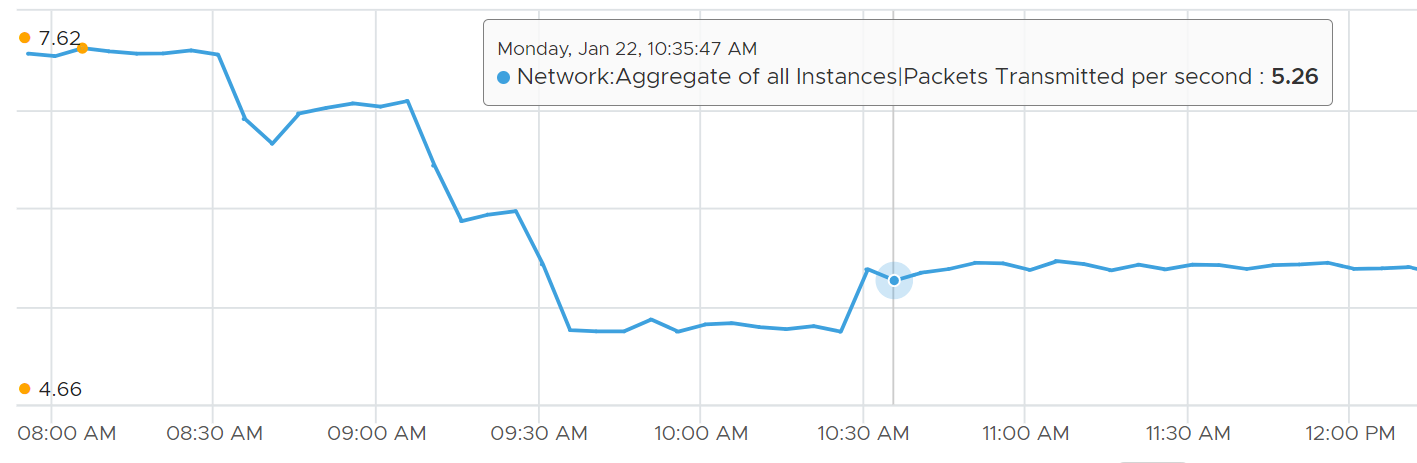 7.62
Monday, Jan 22, 10:35:47 AM
Network:Aggregate of all Instances|Packets Transmitted per second : 5.26
4.66
08:00 AM 08:30 AM 09:00 AM 09:30 AM 10:00 AM 10:30 AM 11:00 AM 11:30 AM 12:00 PM